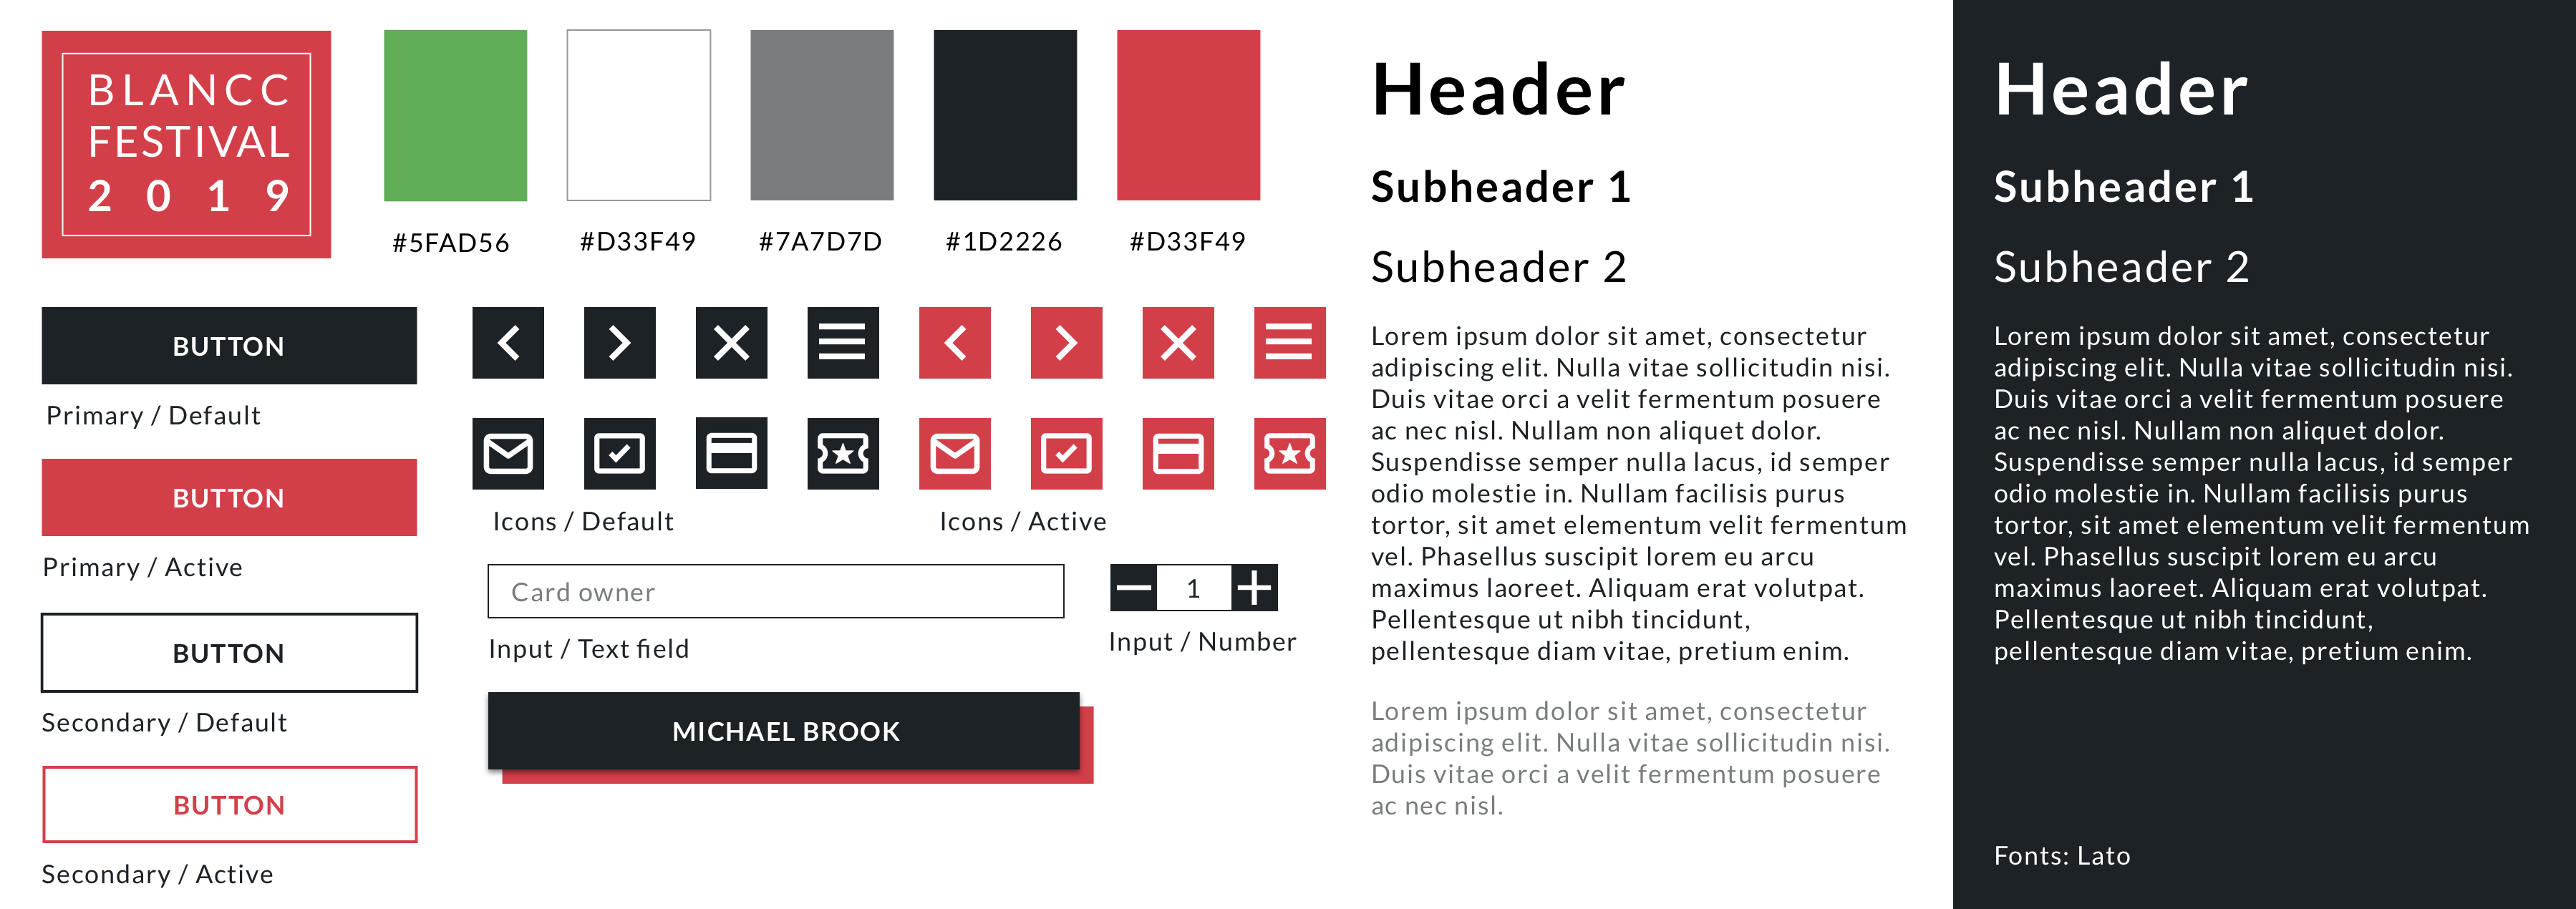 BLANCC
FESTIVAL
2019
#5FAD56
#D33F49
#7A7D7D
#1D2226
#D33F49
BUTTON
Primary / Default
BUTTON
Primary / Active
BUTTON
Secondary / Default
BUTTON
Secondary / Active
Icons / Default
Icons / Active
Card owner
Input / Text field
1
Input / Number
MICHAEL BROOK
Header
Subheader 1
Subheader 2
Lorem ipsum dolor sit amet, consectetur
adipiscing elit. Nulla vitae sollicitudin nisi.
Duis vitae orci a velit fermentum posuere
ac nec nisl. Nullam non aliquet dolor.
Suspendisse semper nulla lacus, id semper
odio molestie in. Nullam facilisis purus
tortor, sit amet elementum velit fermentum
vel. Phasellus suscipit lorem eu arcu
maximus laoreet. Aliquam erat volutpat.
Pellentesque ut nibh tincidunt,
pellentesque diam vitae, pretium enim.
Lorem ipsum dolor sit amet, consectetur
adipiscing elit. Nulla vitae sollicitudin nisi.
Duis vitae orci a velit fermentum posuere
ac nec nisl.
Header
Subheader 1
Subheader 2
Lorem ipsum dolor sit amet, consectetur
adipiscing elit. Nulla vitae sollicitudin nisi.
Duis vitae orci a velit fermentum posuere
ac nec nisl. Nullam non aliquet dolor.
Suspendisse semper nulla lacus, id semper
odio molestie in. Nullam facilisis purus
tortor, sit amet elementum velit fermentum
vel. Phasellus suscipit lorem eu arcu
maximus laoreet. Aliquam erat volutpat.
Pellentesque ut nibh tincidunt,
pellentesque diam vitae, pretium enim.
Fonts: Lato